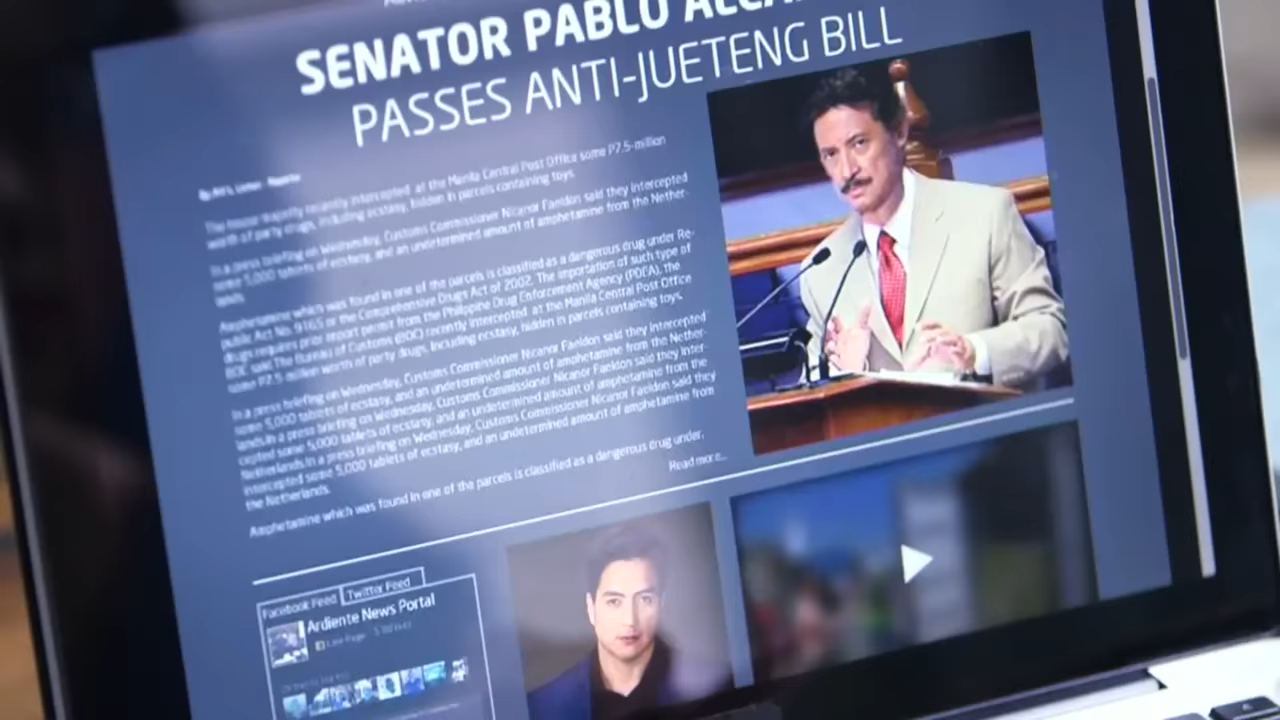 SENATOR PABLO
PASSES ANTI-JUETENG BILL
The house majority recently intercepted at the Manila Central Post Office some P7.5-million
worth of party drugs, including ecstasy, hidden in parcels containing toys.
In a press briefing on Wednesday, Customs Commissioner Nicanor Faeldon said they intercepted
some 5,000 tablets of ecstasy, and an undetermined amount of amphetamine from the Nether-
lands.
Amphetamine which was found in one of the parcels is classified as a dangerous drug under Re-
public Act No. 9165 or the Comprehensive Drugs Act of 2002. The importation of such type of
drugs requires prior import permit from the Philippine Drug Enforcement Agency (PDEA), the
BOC said. The Bureau of Customs (BOC) recently intercepted at the Manila Central Post Office
some P7.5 million worth of party drugs, including ecstasy, hidden in parcels containing toys.
In a press briefing on Wednesday, Customs Commissioner Nicanor Faeldon said they intercepted
some 5,000 tablets of ecstasy, and an undetermined amount of amphetamine from the Nether-
lands.In a press briefing on Wednesday, Customs Commissioner Nicanor Faeldon said they inter-
cepted some 5,000 tablets of ecstasy, and an undetermined amount of amphetamine from the
Netherlands.In a press briefing on Wednesday, Customs Commissioner Nicanor Faeldon said they
intercepted some 5,000 tablets of ecstasy, and an undetermined amount of amphetamine from
the Netherlands.
Amphetamine which was found in one of the parcels is classified as a dangerous drug under.
Read more...
Facebook Feed
Twitter Feed
Ardiente News Portal